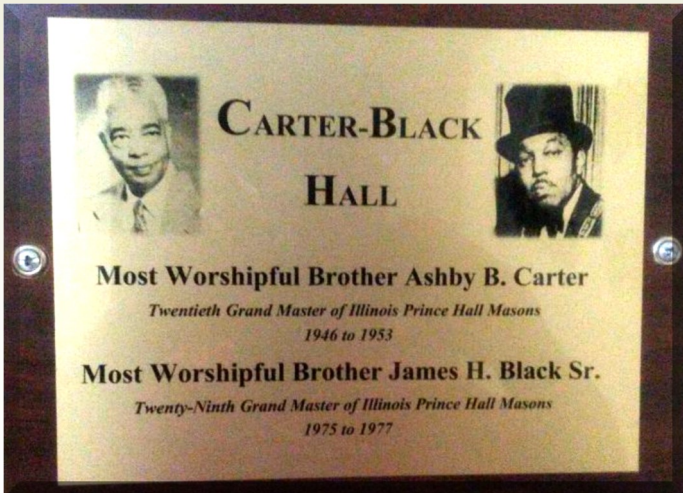 CARTER-BLACK
HALL
Most Worshipful Brother Ashby B. Carter
Twentieth Grand Master of Illinois Prince Hall Masons
1946 to 1953
Most Worshipful Brother James H. Black Sr.
Twenty-Ninth Grand Master of Illinois Prince Hall Masons
1975 to 1977